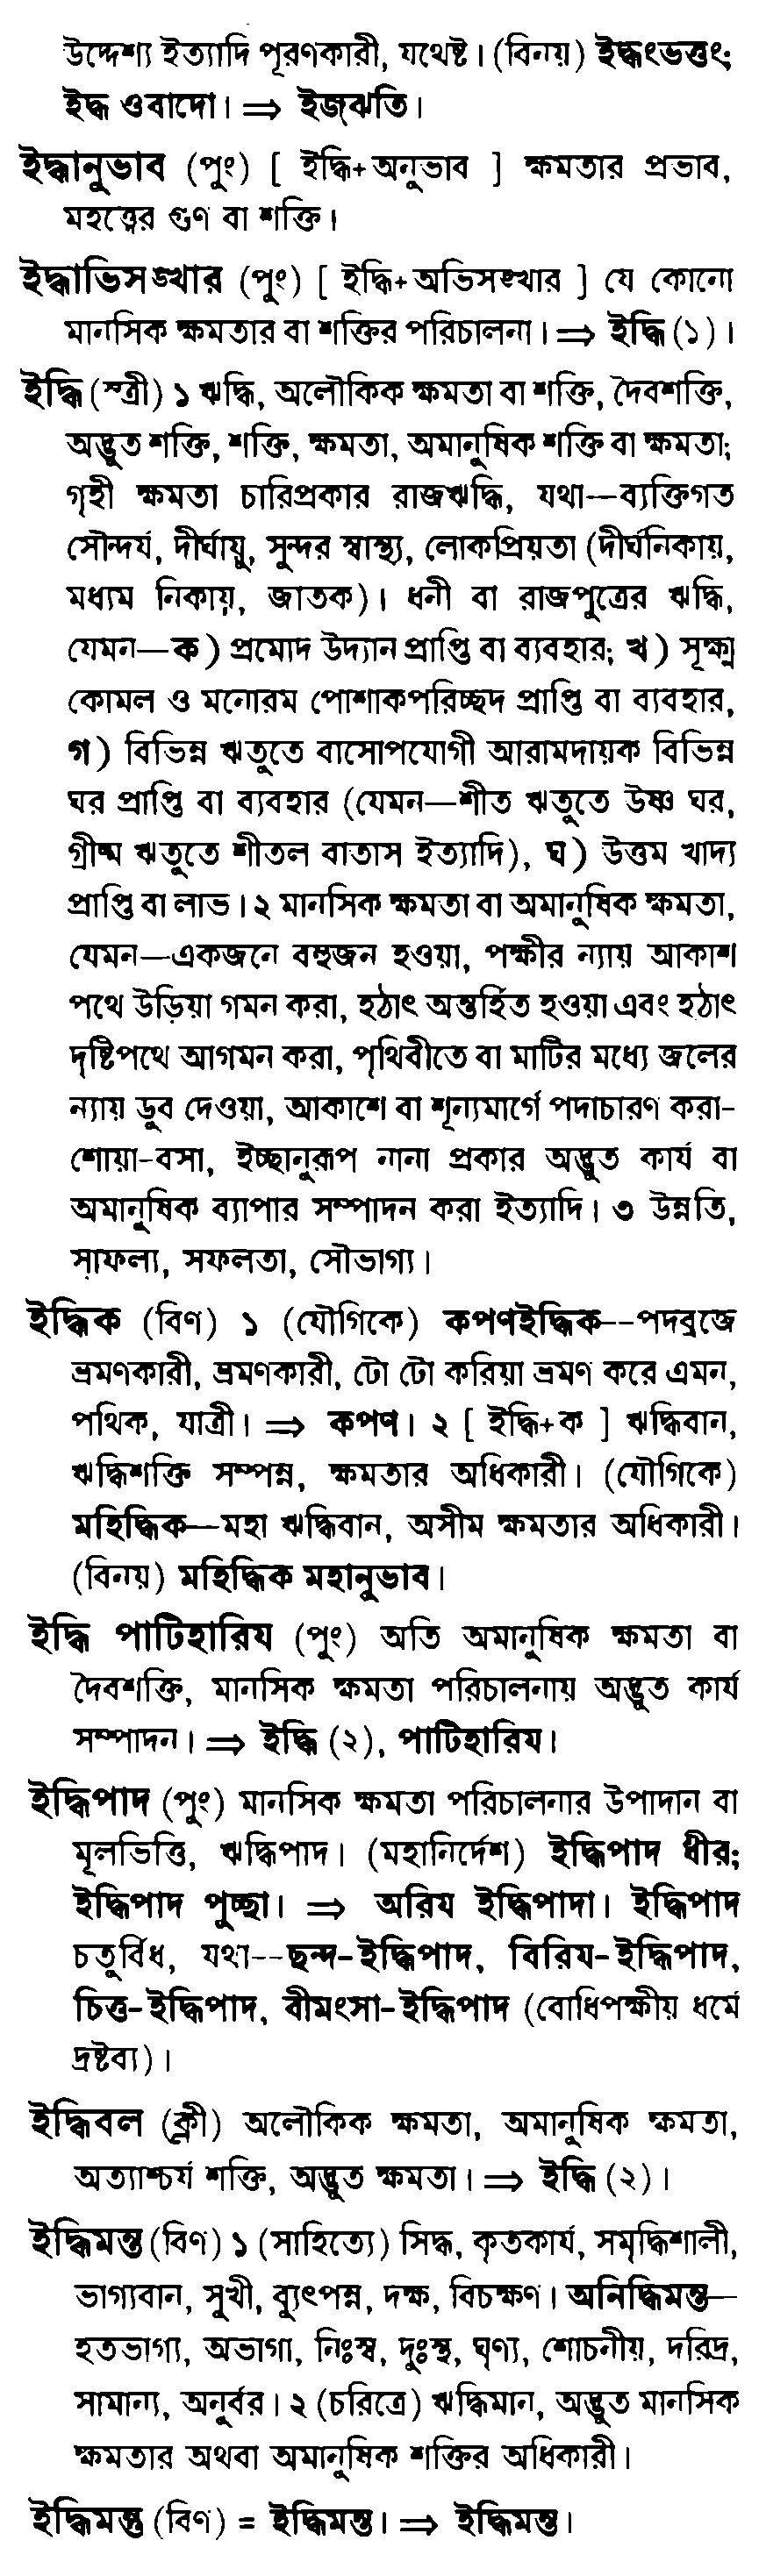 উদ্দেশ্য ইত্যাদি পূরণকারী, যথেষ্ট। (বিনয়) ইদ্ধংভত্তং;
ইদ্ধ ওবাদো। ⇒ ইজ্ঝতি।
ইদ্ধানুভাব (পুং) [ ইদ্ধি+অনুভাব ] ক্ষমতার প্রভাব,
মহত্ত্বের গুণ বা শক্তি।
ইদ্ধাভিসঙ্খার (পুং) [ ইদ্ধি+অভিসঙ্খার ] যে কোনো
মানসিক ক্ষমতার বা শক্তির পরিচালনা। ⇒ ইদ্ধি (১)।
ইদ্ধি (স্ত্রী) ১ ঋদ্ধি, অলৌকিক ক্ষমতা বা শক্তি, দৈবশক্তি,
অদ্ভুত শক্তি, শক্তি, ক্ষমতা, অমানুষিক শক্তি বা ক্ষমতা;
গৃহী ক্ষমতা চারিপ্রকার রাজঋদ্ধি, যথা—ব্যক্তিগত
সৌন্দর্য, দীর্ঘায়ু, সুন্দর স্বাস্থ্য, লোকপ্রিয়তা (দীর্ঘনিকায়,
মধ্যম নিকায়, জাতক)। ধনী বা রাজপুত্রের ঋদ্ধি,
যেমন—ক) প্রমোদ উদ্যান প্রাপ্তি বা ব্যবহার; খ) সূক্ষ্ম
কোমল ও মনোরম পোশাকপরিচ্ছদ প্রাপ্তি বা ব্যবহার,
গ) বিভিন্ন ঋতুতে বাসোপযোগী আরামদায়ক বিভিন্ন
ঘর প্রাপ্তি বা ব্যবহার (যেমন—শীত ঋতুতে উষ্ণ ঘর,
গ্রীষ্ম ঋতুতে শীতল বাতাস ইত্যাদি), ঘ) উত্তম খাদ্য
প্রাপ্তি বা লাভ। ২ মানসিক ক্ষমতা বা অমানুষিক ক্ষমতা,
যেমন—একজনে বহুজন হওয়া, পক্ষীর ন্যায় আকাশ
পথে উড়িয়া গমন করা, হঠাৎ অন্তর্হিত হওয়া এবং হঠাৎ
দৃষ্টিপথে আগমন করা, পৃথিবীতে বা মাটির মধ্যে জলের
ন্যায় ডুব দেওয়া, আকাশে বা শূন্যমার্গে পদাচারণ করা-
শোয়া-বসা, ইচ্ছানুরূপ নানা প্রকার অদ্ভুত কার্য বা
অমানুষিক ব্যাপার সম্পাদন করা ইত্যাদি। ৩ উন্নতি,
সাফল্য, সফলতা, সৌভাগ্য।
ইদ্ধিক (বিণ) ১ (যৌগিকে) কপণইদ্ধিক--পদব্রজে
ভ্রমণকারী, ভ্রমণকারী, টো টো করিয়া ভ্রমণ করে এমন,
পথিক, যাত্রী। ⇒ কপণ। ২ [ ইদ্ধি+ক ] ঋদ্ধিবান,
ঋদ্ধিশক্তি সম্পন্ন, ক্ষমতার অধিকারী। (যৌগিকে)
মহিদ্ধিক—মহা ঋদ্ধিবান, অসীম ক্ষমতার অধিকারী।
(বিনয়) মহিদ্ধিক মহানুভাব।
ইদ্ধি পাটিহারিয (পুং) অতি অমানুষিক ক্ষমতা বা
দৈবশক্তি, মানসিক ক্ষমতা পরিচালনায় অদ্ভুত কার্য
সম্পাদন। ⇒ ইদ্ধি (২), পাটিহারিয।
ইদ্ধিপাদ (পুং) মানসিক ক্ষমতা পরিচালনার উপাদান বা
মূলভিত্তি, ঋদ্ধিপাদ। (মহানির্দেশ) ইদ্ধিপাদ ধীর;
ইদ্ধিপাদ পুচ্ছা। ⇒ অরিয ইদ্ধিপাদা। ইদ্ধিপাদ
চতুর্বিধ, যথা--ছন্দ-ইদ্ধিপাদ, বিরিয-ইদ্ধিপাদ,
চিত্ত-ইদ্ধিপাদ, বীমংসা-ইদ্ধিপাদ (বোধিপক্ষীয় ধর্মে
দ্রষ্টব্য)।
ইদ্ধিবল (ক্লী) অলৌকিক ক্ষমতা, অমানুষিক ক্ষমতা,
অত্যাশ্চর্য শক্তি, অদ্ভুত ক্ষমতা। ⇒ ইদ্ধি (২)।
ইদ্ধিমন্ত (বিণ) ১ (সাহিত্যে) সিদ্ধ, কৃতকার্য, সমৃদ্ধিশালী,
ভাগ্যবান, সুখী, ব্যুৎপন্ন, দক্ষ, বিচক্ষণ। অনিদ্ধিমন্ত—
হতভাগ্য, অভাগা, নিঃস্ব, দুঃস্থ, ঘৃণ্য, শোচনীয়, দরিদ্র,
সামান্য, অনুর্বর। ২ (চরিত্রে) ঋদ্ধিমান, অদ্ভুত মানসিক
ক্ষমতার অথবা অমানুষিক শক্তির অধিকারী।
ইদ্ধিমন্তু (বিণ) = ইদ্ধিমন্ত। ⇒ ইদ্ধিমন্ত।